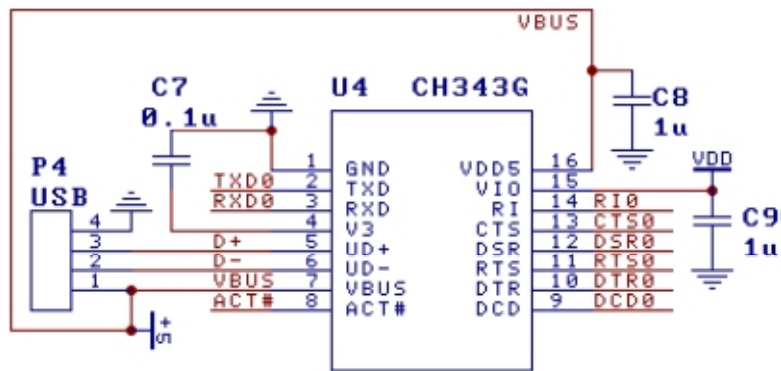 VBUS
C7
0.1u
U4 CH343G
C8
1u
P4
USB
1 GND VDD5 16
VDD
TXD0 2 TXD VIO 15
RXD0 3 RXD RI 14 RI0
4 V3 CTS 13 CTS0
C9
1u
4
3 D+ 5 UD+ DSR 12 DSR0
2 D- 6 UD- RTS 11 RTS0
1 VBUS 7 VBUS DTR 10 DTR0
ACT# 8 ACT# DCD 9 DCD0
+5